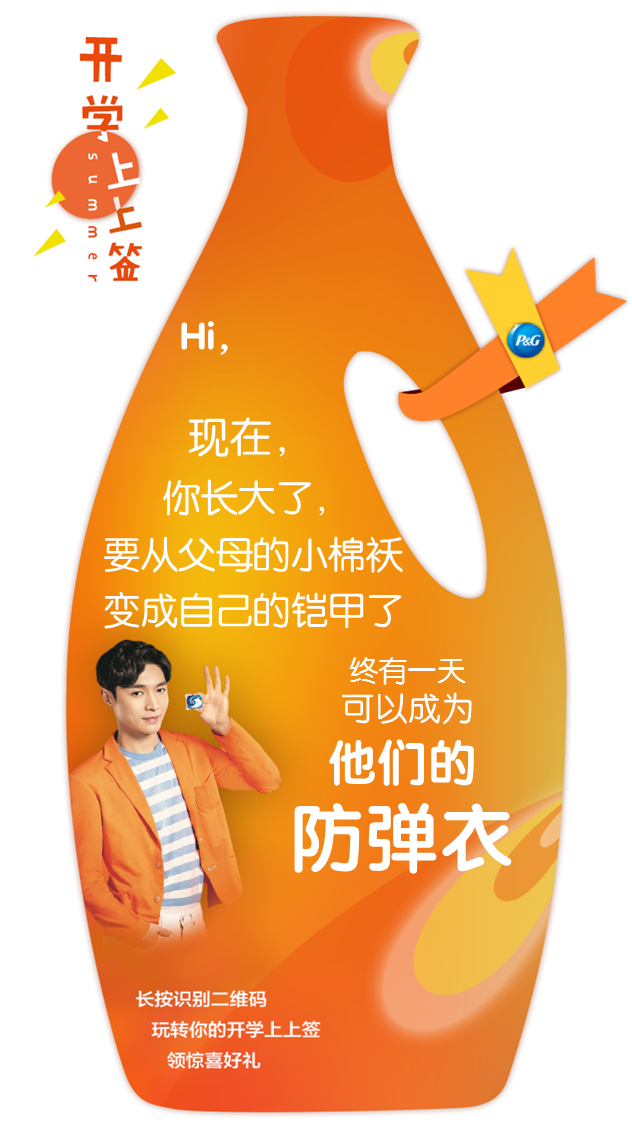 开学
上上签
summer
P&G
Hi,
现在，
你长大了，
要从父母的小棉袄
变成自己的铠甲了
终有一天
可以成为
他们的
防弹衣
长按识别二维码
玩转你的开学上上签
领惊喜好礼